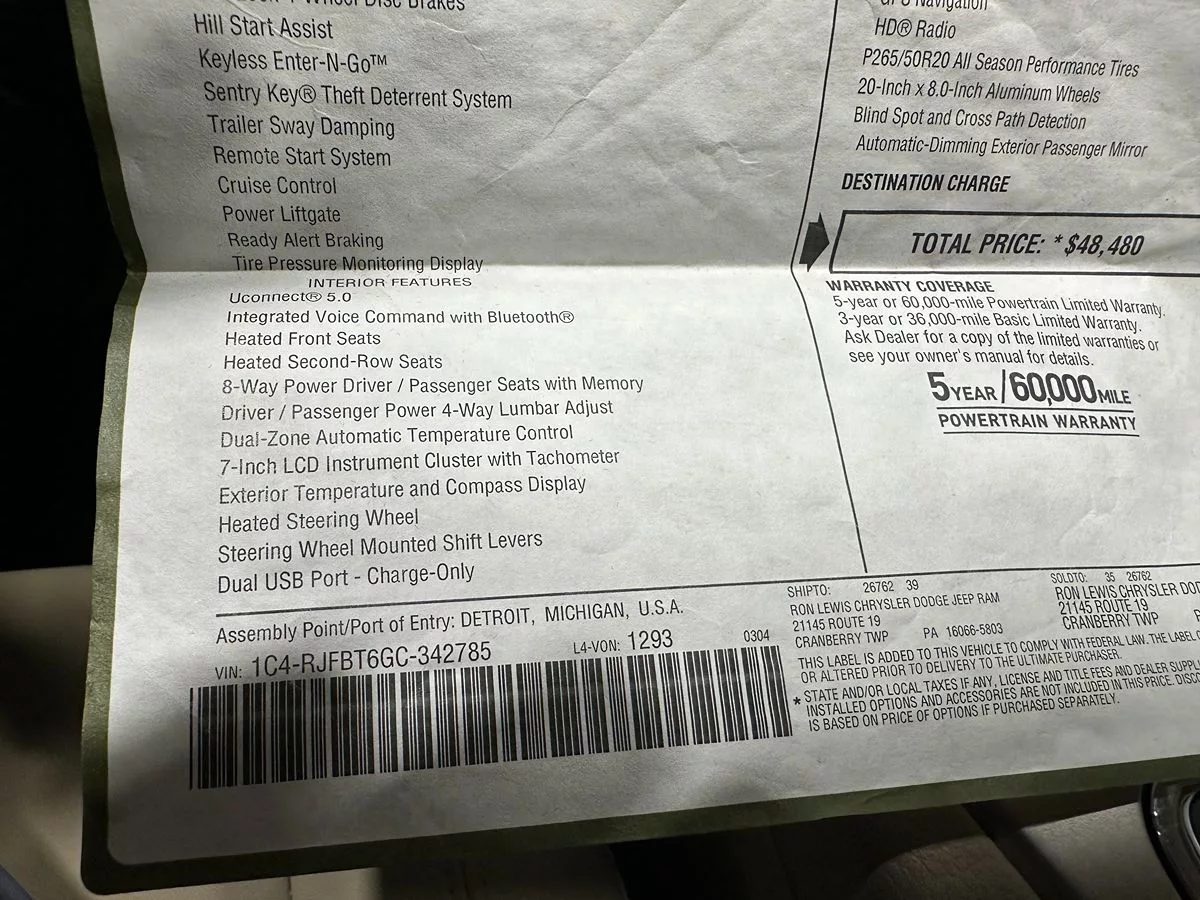 Wheel Disc Brakes
Hill Start Assist
Keyless Enter-N-Go™
Sentry Key® Theft Deterrent System
Trailer Sway Damping
Remote Start System
Cruise Control
Power Liftgate
Ready Alert Braking
Tire Pressure Monitoring Display
INTERIOR FEATURES
Uconnect® 5.0
Integrated Voice Command with Bluetooth®
Heated Front Seats
Heated Second-Row Seats
8-Way Power Driver / Passenger Seats with Memory
Driver / Passenger Power 4-Way Lumbar Adjust
Dual-Zone Automatic Temperature Control
7-Inch LCD Instrument Cluster with Tachometer
Exterior Temperature and Compass Display
Heated Steering Wheel
Steering Wheel Mounted Shift Levers
Dual USB Port - Charge-Only
GPS Navigation
HD® Radio
P265/50R20 All Season Performance Tires
20-Inch x 8.0-Inch Aluminum Wheels
Blind Spot and Cross Path Detection
Automatic-Dimming Exterior Passenger Mirror
DESTINATION CHARGE
TOTAL PRICE: * $48,480
WARRANTY COVERAGE
5-year or 60,000-mile Powertrain Limited Warranty.
3-year or 36,000-mile Basic Limited Warranty.
Ask Dealer for a copy of the limited warranties or
see your owner's manual for details.
5 YEAR / 60,000 MILE
POWERTRAIN WARRANTY
Assembly Point/Port of Entry: DETROIT, MICHIGAN, U.S.A.
VIN: 1C4-RJFBT6GC-342785 L4-VON: 1293 0304
SHIPTO: 26762 39
RON LEWIS CHRYSLER DODGE JEEP RAM
21145 ROUTE 19
CRANBERRY TWP PA 16066-5803
SOLDTO: 35 26762
RON LEWIS CHRYSLER
21145 ROUTE 19
CRANBERRY TWP
THIS LABEL IS ADDED TO THIS VEHICLE TO COMPLY WITH FEDERAL LAW. THE LABEL
OR ALTERED PRIOR TO DELIVERY TO THE ULTIMATE PURCHASER.
* STATE AND/OR LOCAL TAXES IF ANY, LICENSE AND TITLE FEES AND DEALER
INSTALLED OPTIONS AND ACCESSORIES ARE NOT INCLUDED IN THIS PRICE.
IS BASED ON PRICE OF OPTIONS IF PURCHASED SEPARATELY.